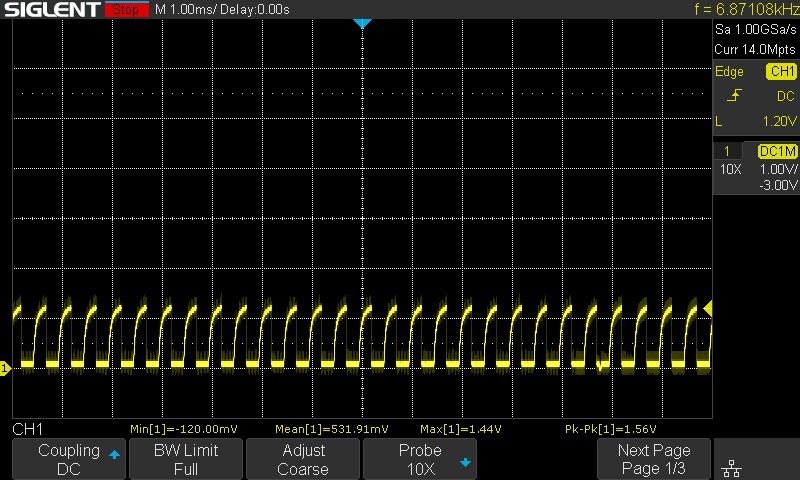 SIGLENT Stop M 1.00ms/ Delay:0.00s f = 6.87108kHz
Sa 1.00GSa/s
Curr 14.0Mpts
Edge CH1
DC
L 1.20V
1 DC1M
10X 1.00V/
-3.00V
1
CH1 Min[1]=-120.00mV Mean[1]=531.91mV Max[1]=1.44V Pk-Pk[1]=1.56V
Coupling BW Limit Adjust Probe Next Page
DC Full Coarse 10X Page 1/3